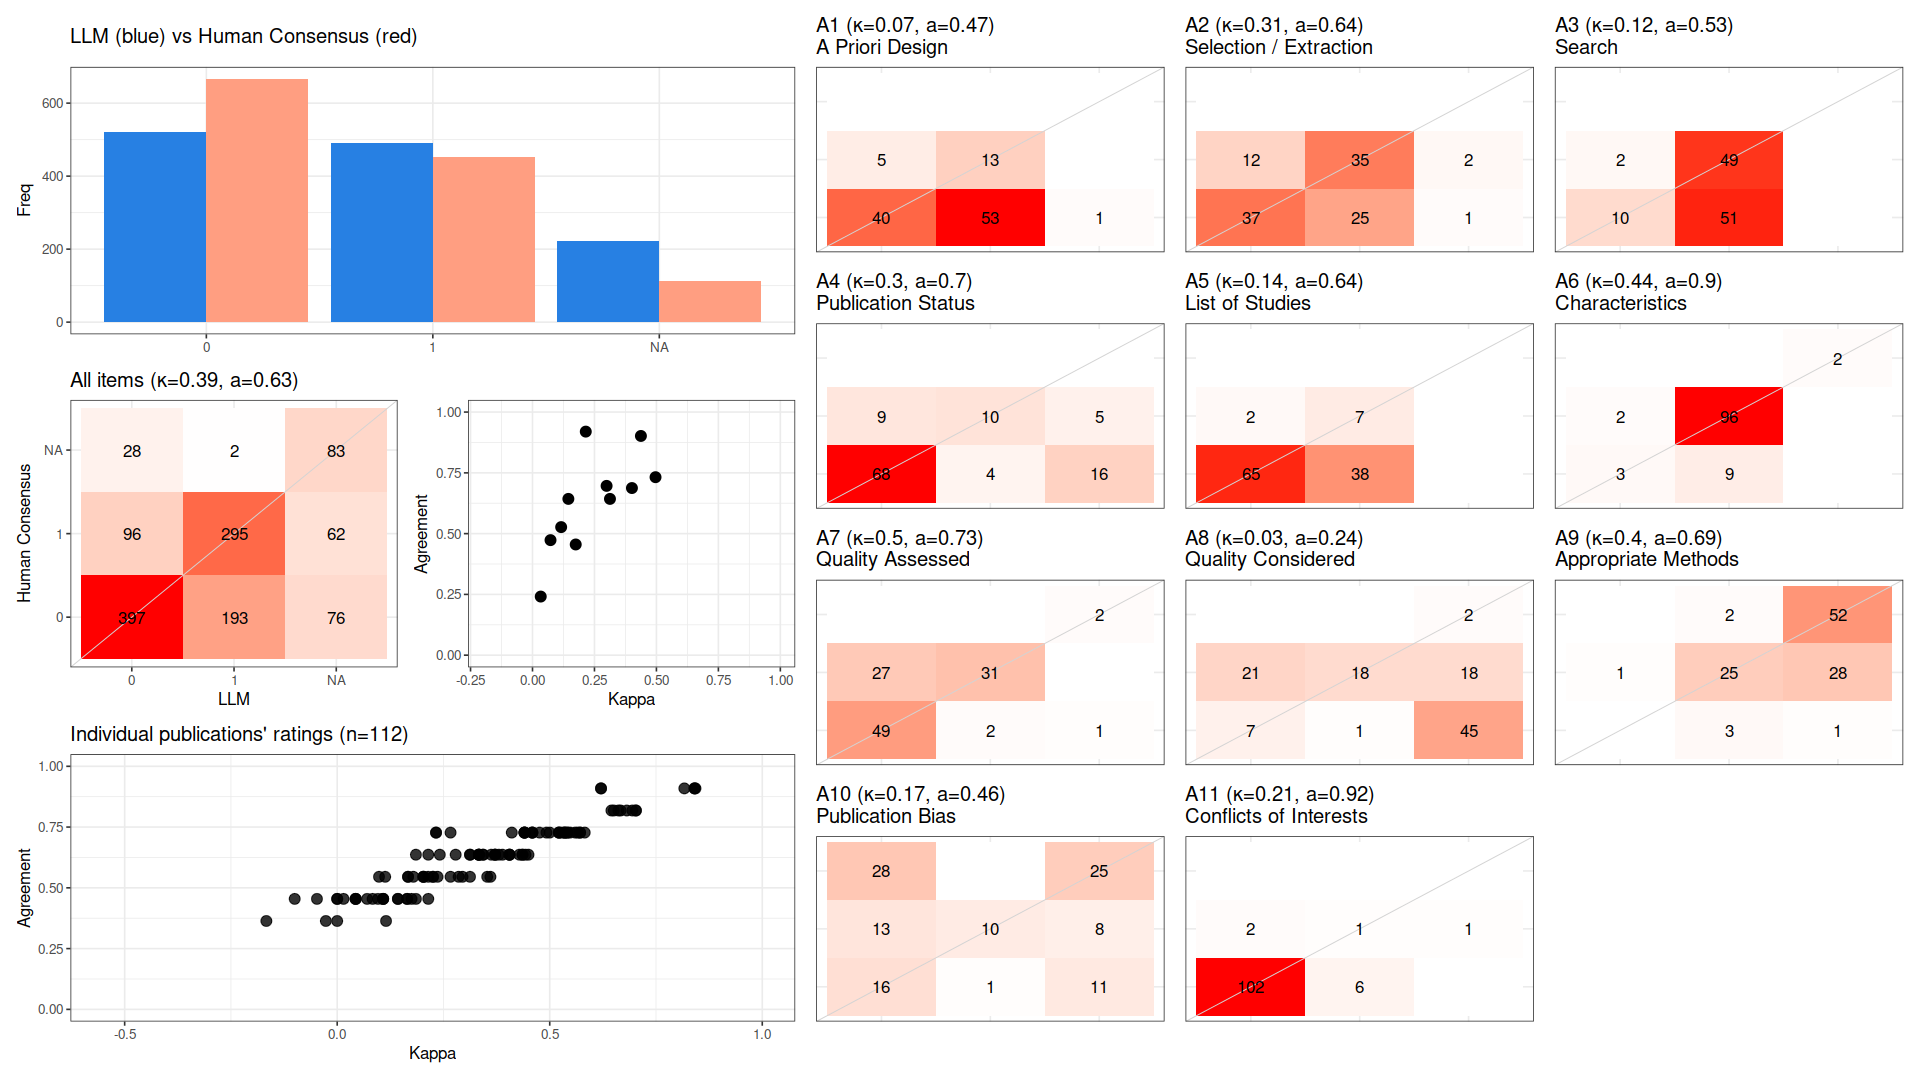 LLM (blue) vs Human Consensus (red)
Freq
600
400
200
0
0 1 NA
All items (κ=0.39, a=0.63)
Human Consensus
NA
1
0
28 2 83
96 295 62
397 193 76
0 1 NA
LLM
Agreement
1.00
0.75
0.50
0.25
0.00
-0.25 0.00 0.25 0.50 0.75 1.00
Kappa
Individual publications' ratings (n=112)
Agreement
1.00
0.75
0.50
0.25
0.00
-0.5 0.0 0.5 1.0
Kappa
A1 (κ=0.07, a=0.47)
A Priori Design
5 13
40 53 1
A2 (κ=0.31, a=0.64)
Selection / Extraction
12 35 2
37 25 1
A3 (κ=0.12, a=0.53)
Search
2 49
10 51
A4 (κ=0.3, a=0.7)
Publication Status
9 10 5
68 4 16
A5 (κ=0.14, a=0.64)
List of Studies
2 7
65 38
A6 (κ=0.44, a=0.9)
Characteristics
2
2 96
3 9
A7 (κ=0.5, a=0.73)
Quality Assessed
2
27 31
49 2 1
A8 (κ=0.03, a=0.24)
Quality Considered
2
21 18 18
7 1 45
A9 (κ=0.4, a=0.69)
Appropriate Methods
2 52
1 25 28
3 1
A10 (κ=0.17, a=0.46)
Publication Bias
28 25
13 10 8
16 1 11
A11 (κ=0.21, a=0.92)
Conflicts of Interests
2 1 1
102 6